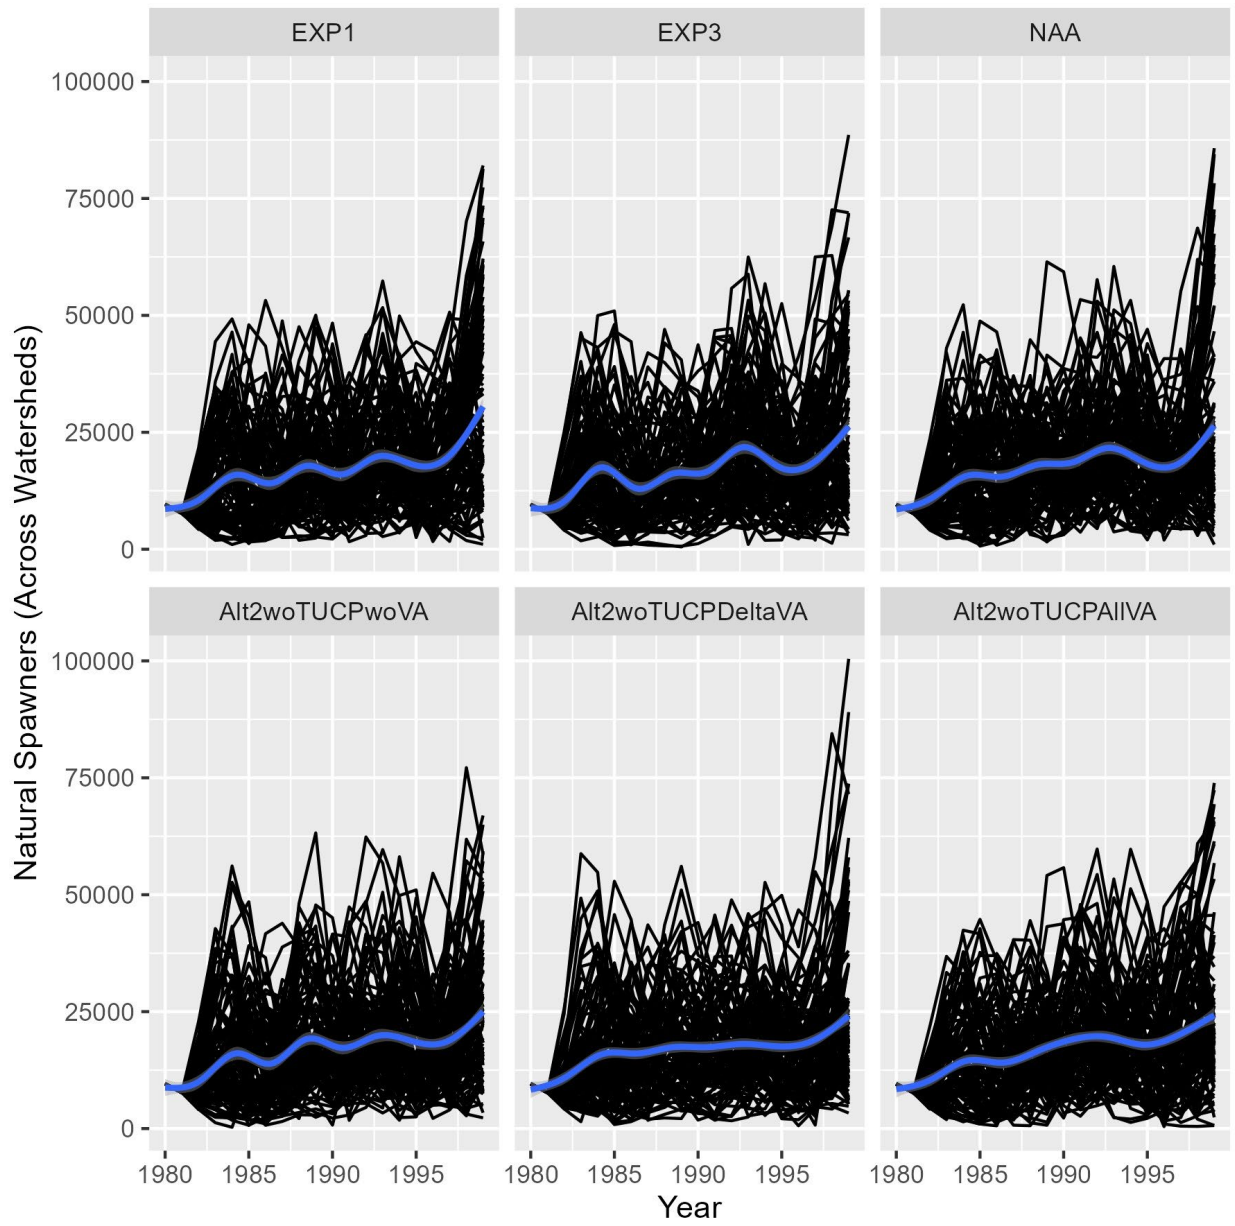 EXP1 EXP3 NAA
100000
75000
50000
25000
0
Natural Spawners (Across Watersheds)
Alt2woTUCPwoVA Alt2woTUCPDeltaVA Alt2woTUCPAllVA
100000
75000
50000
25000
0
1980 1985 1990 1995 1980 1985 1990 1995 1980 1985 1990 1995
Year